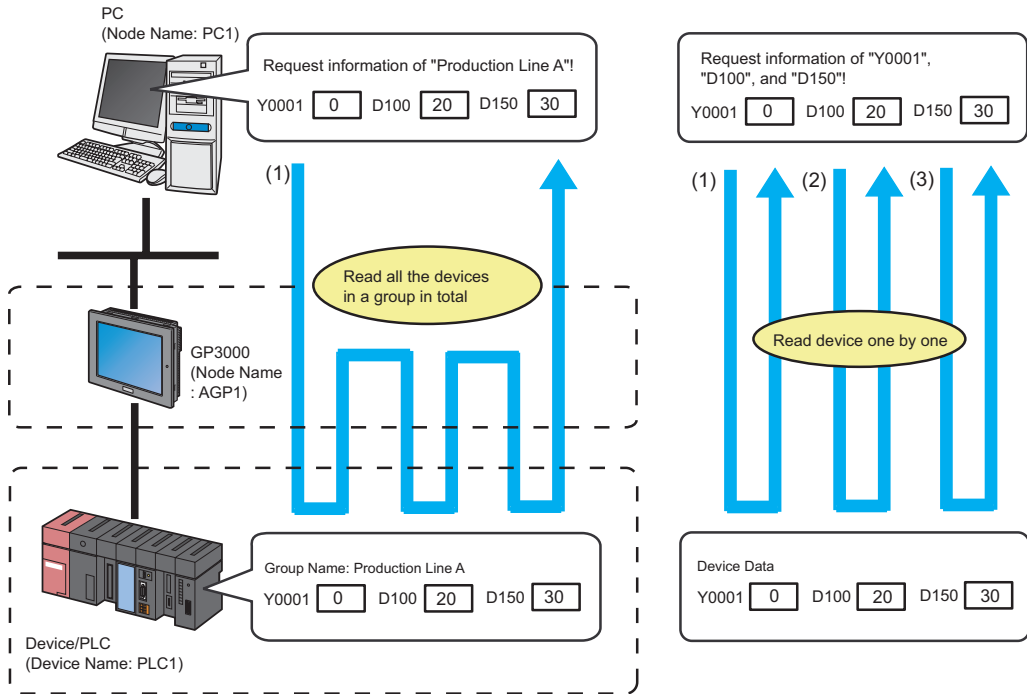 PC
(Node Name: PC1)
Request information of "Production Line A"!
Y0001 0 D100 20 D150 30
Request information of "Y0001",
"D100", and "D150"!
Y0001 0 D100 20 D150 30
(1)
(1) (2) (3)
Read all the devices
in a group in total
Read device one by one
GP3000
(Node Name
: AGP1)
Group Name: Production Line A
Y0001 0 D100 20 D150 30
Device Data
Y0001 0 D100 20 D150 30
Device/PLC
(Device Name: PLC1)